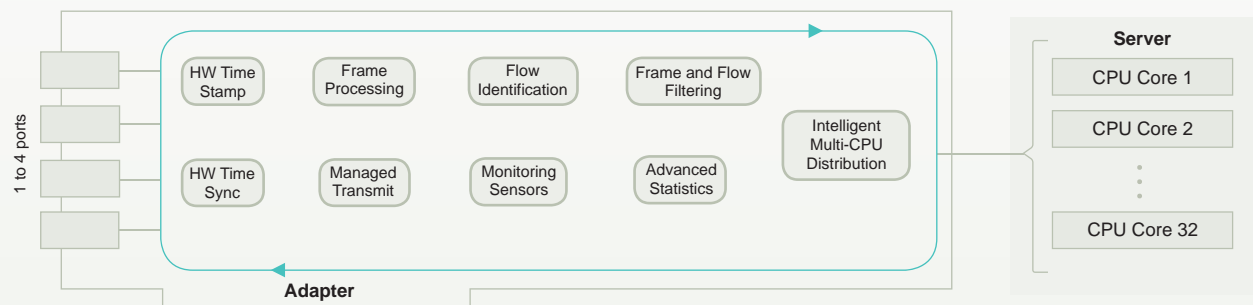 1 to 4 ports
HW Time
Stamp
Frame
Processing
Flow
Identification
Frame and Flow
Filtering
HW Time
Sync
Managed
Transmit
Monitoring
Sensors
Advanced
Statistics
Intelligent
Multi-CPU
Distribution
Adapter
Server
CPU Core 1
CPU Core 2
CPU Core 32